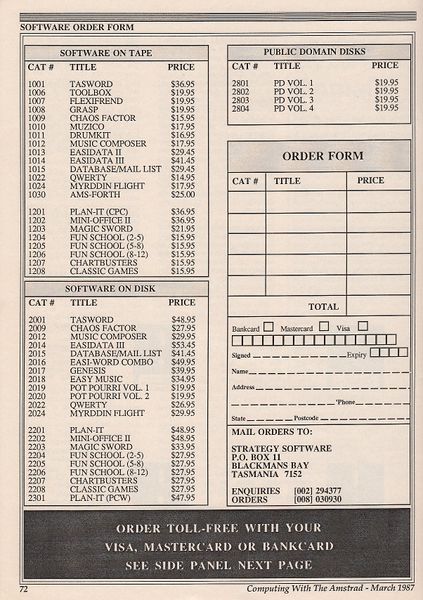 SOFTWARE ORDER FORM
SOFTWARE ON TAPE
CAT # TITLE PRICE
1001 TASWORD $36.95
1006 TOOLBOX $19.95
1007 FLEXIFREND $19.95
1008 GRASP $19.95
1009 CHAOS FACTOR $15.95
1010 MUZICO $17.95
1011 DRUMKIT $16.95
1012 MUSIC COMPOSER $17.95
1013 EASIDATA II $29.45
1014 EASIDATA III $41.45
1015 DATABASE/MAIL LIST $29.45
1022 QWERTY $14.95
1024 MYRDDIN FLIGHT $17.95
1030 AMS-FORTH $25.00
1201 PLAN-IT (CPC) $36.95
1202 MINI-OFFICE II $36.95
1203 MAGIC SWORD $21.95
1204 FUN SCHOOL (2-5) $15.95
1205 FUN SCHOOL (5-8) $15.95
1206 FUN SCHOOL (8-12) $15.95
1207 CHARTBUSTERS $15.95
1208 CLASSIC GAMES $15.95
SOFTWARE ON DISK
CAT # TITLE PRICE
2001 TASWORD $48.95
2009 CHAOS FACTOR $27.95
2012 MUSIC COMPOSER $29.95
2014 EASIDATA III $53.45
2015 DATABASE/MAIL LIST $41.45
2016 EASI-WORD COMBO $49.95
2017 GENESIS $39.95
2018 EASY MUSIC $34.95
2019 POT POURRI VOL. 1 $19.95
2020 POT POURRI VOL. 2 $19.95
2022 QWERTY $26.95
2024 MYRDDIN FLIGHT $29.95
2201 PLAN-IT $48.95
2202 MINI-OFFICE II $48.95
2203 MAGIC SWORD $33.95
2204 FUN SCHOOL (2-5) $27.95
2205 FUN SCHOOL (5-8) $27.95
2206 FUN SCHOOL (8-12) $27.95
2207 CHARTBUSTERS $27.95
2208 CLASSIC GAMES $27.95
2301 PLAN-IT (PCW) $47.95
PUBLIC DOMAIN DISKS
CAT # TITLE PRICE
2801 PD VOL. 1 $19.95
2802 PD VOL. 2 $19.95
2803 PD VOL. 3 $19.95
2804 PD VOL. 4 $19.95
ORDER FORM
CAT # TITLE PRICE
TOTAL
Bankcard Mastercard Visa
Signed Expiry
Name
Address
'Phone
State Postcode
MAIL ORDERS TO:
STRATEGY SOFTWARE
P.O. BOX 11
BLACKMANS BAY
TASMANIA 7152
ENQUIRIES [002] 294377
ORDERS [008] 030930
ORDER TOLL-FREE WITH YOUR
VISA, MASTERCARD OR BANKCARD
SEE SIDE PANEL NEXT PAGE
72 Computing With The Amstrad - March 1987